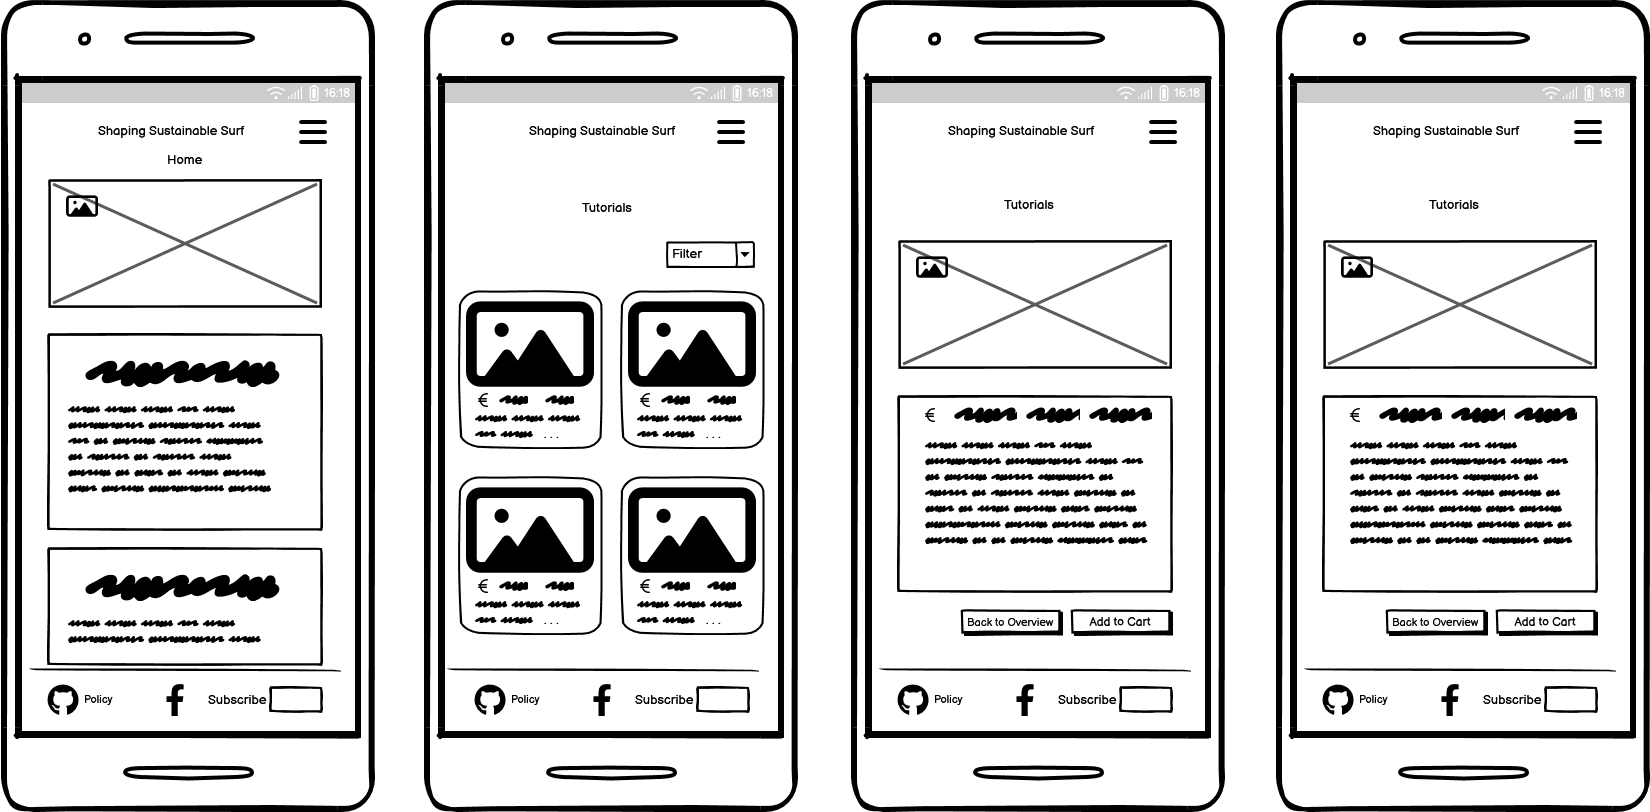 16:18
Shaping Sustainable Surf
Home
Policy
Subscribe
16:18
Shaping Sustainable Surf
Tutorials
Filter
€
...
€
...
€
...
€
...
Policy
Subscribe
16:18
Shaping Sustainable Surf
Tutorials
€
Back to Overview
Add to Cart
Policy
Subscribe
16:18
Shaping Sustainable Surf
Tutorials
€
Back to Overview
Add to Cart
Policy
Subscribe